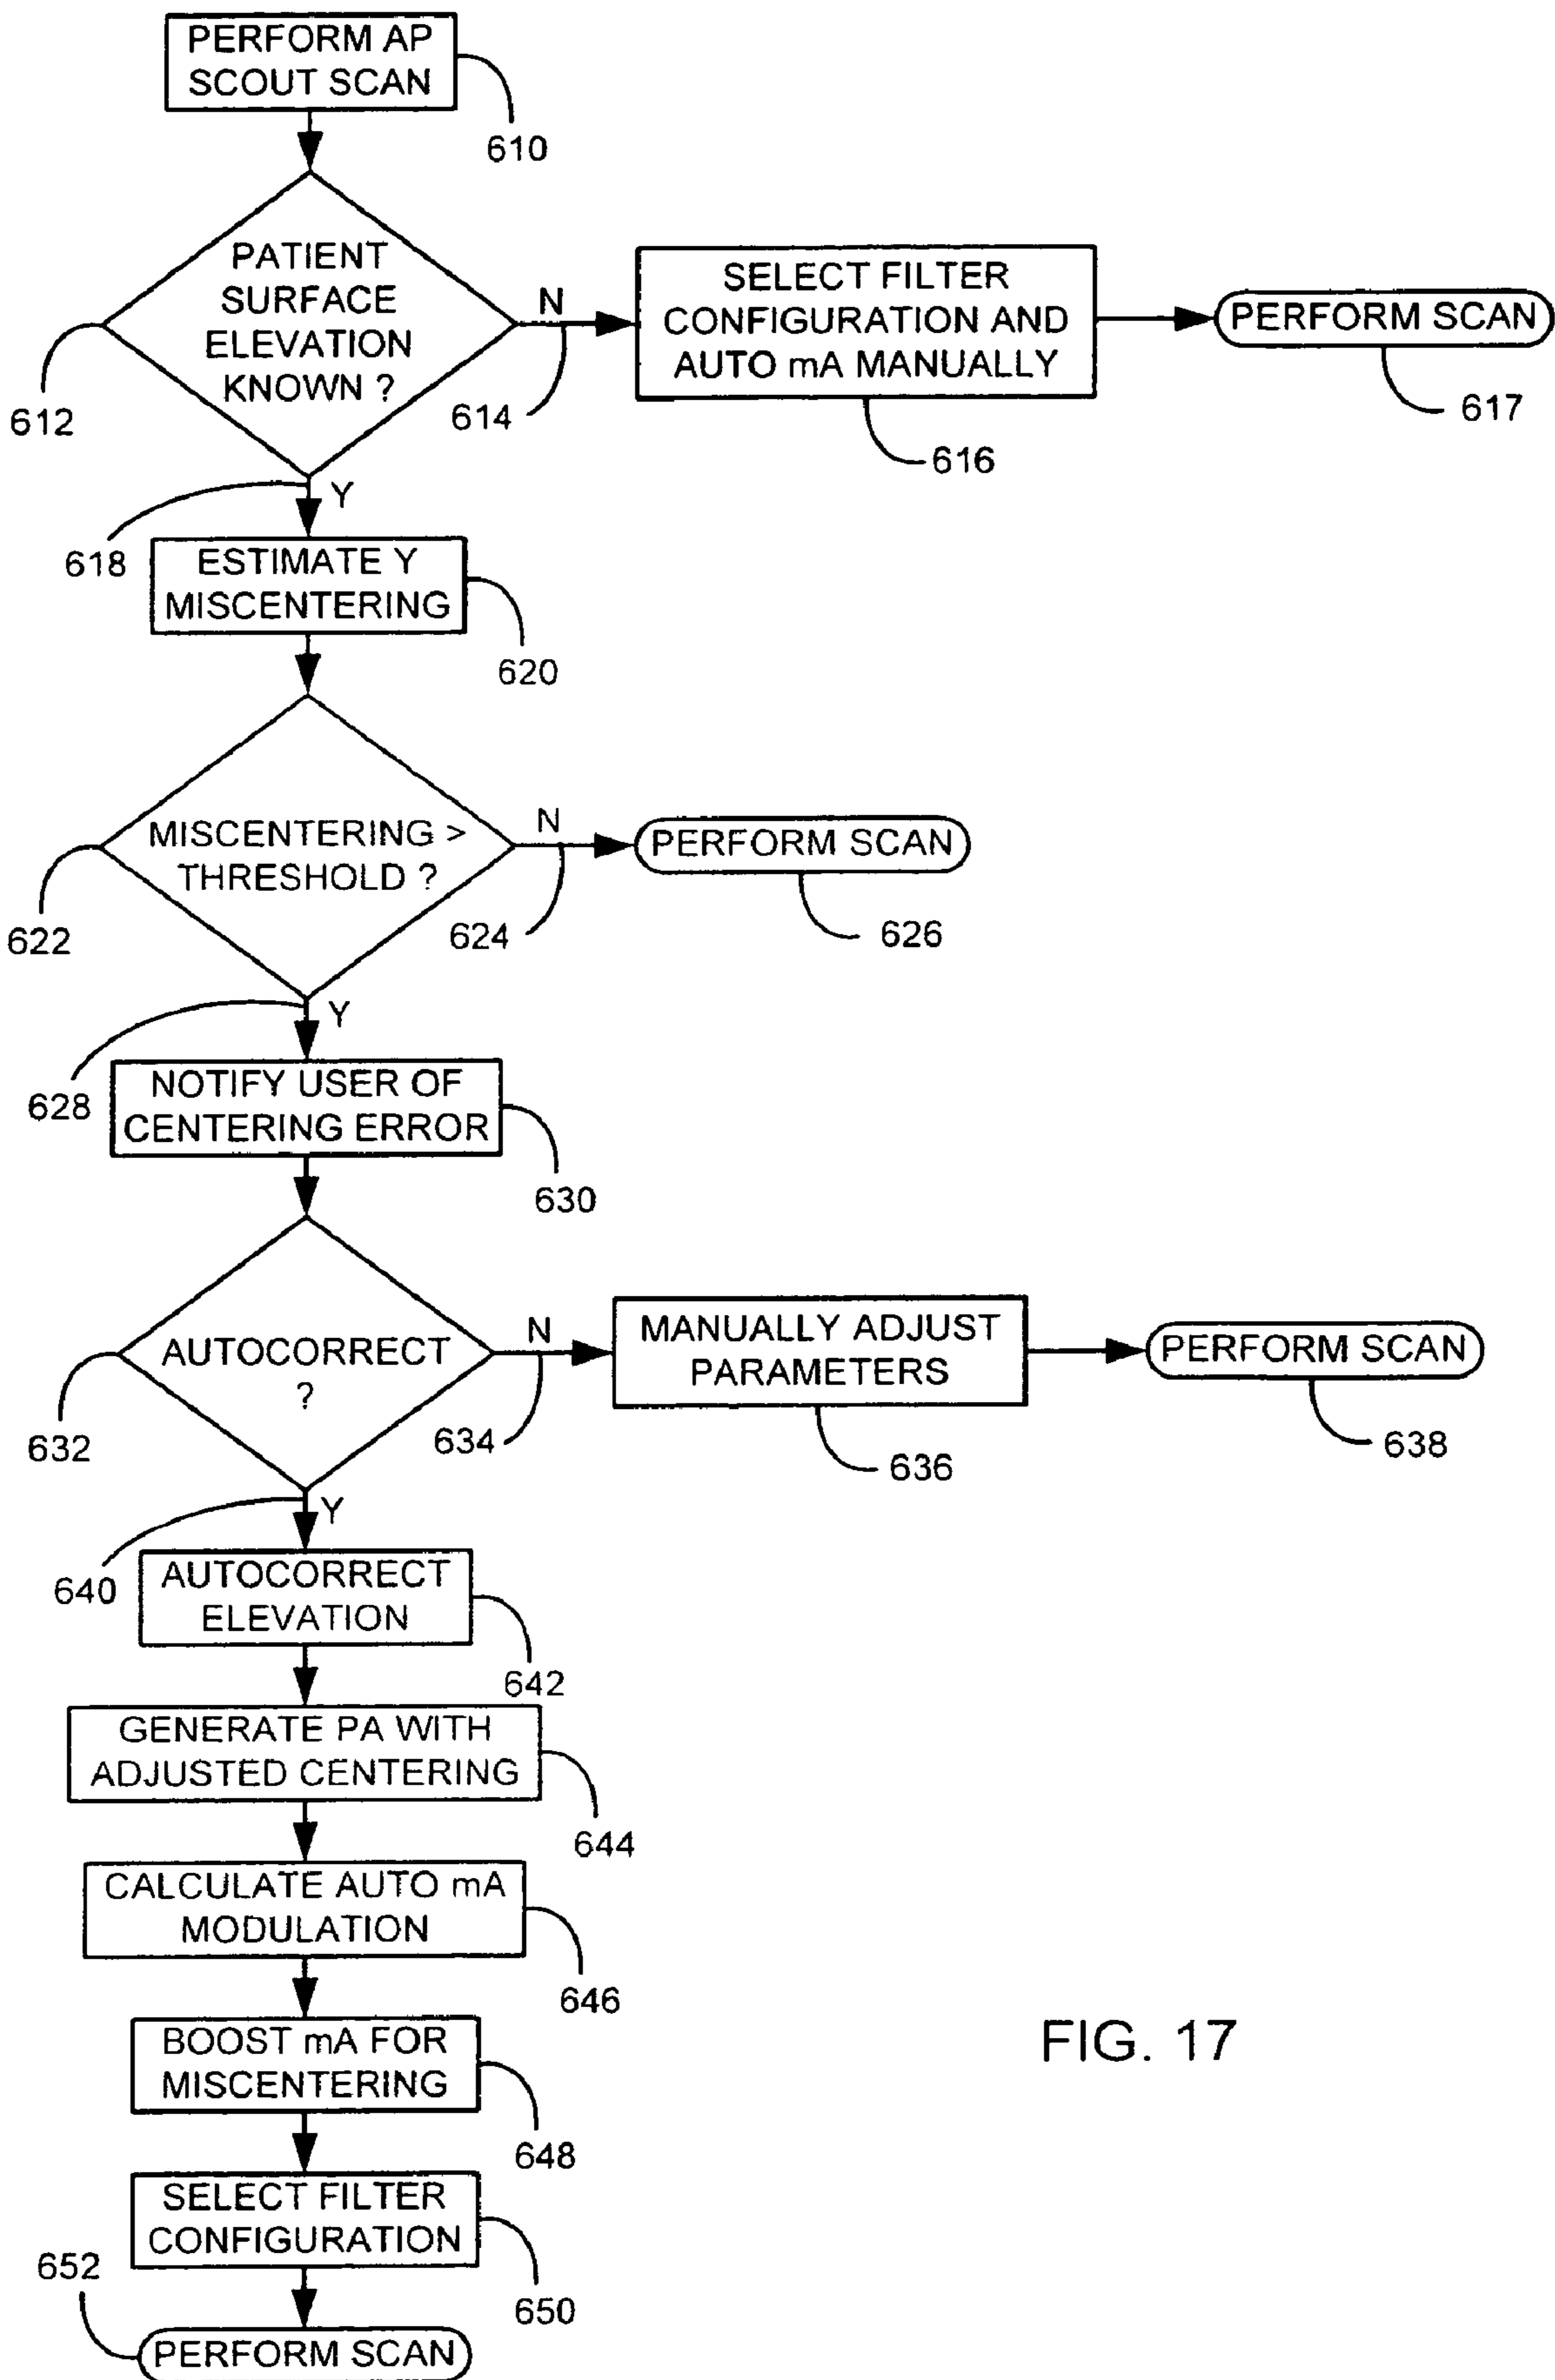 PERFORM AP
SCOUT SCAN
610
PATIENT
SURFACE
ELEVATION
KNOWN ?
612
N
614
SELECT FILTER
CONFIGURATION AND
AUTO mA MANUALLY
616
PERFORM SCAN
617
Y
618
ESTIMATE Y
MISCENTERING
620
MISCENTERING >
THRESHOLD ?
622
N
624
PERFORM SCAN
626
Y
628
NOTIFY USER OF
CENTERING ERROR
630
AUTOCORRECT
?
632
N
634
MANUALLY ADJUST
PARAMETERS
636
PERFORM SCAN
638
Y
640
AUTOCORRECT
ELEVATION
642
GENERATE PA WITH
ADJUSTED CENTERING
644
CALCULATE AUTO mA
MODULATION
646
BOOST mA FOR
MISCENTERING
648
SELECT FILTER
CONFIGURATION
650
652
PERFORM SCAN
FIG. 17